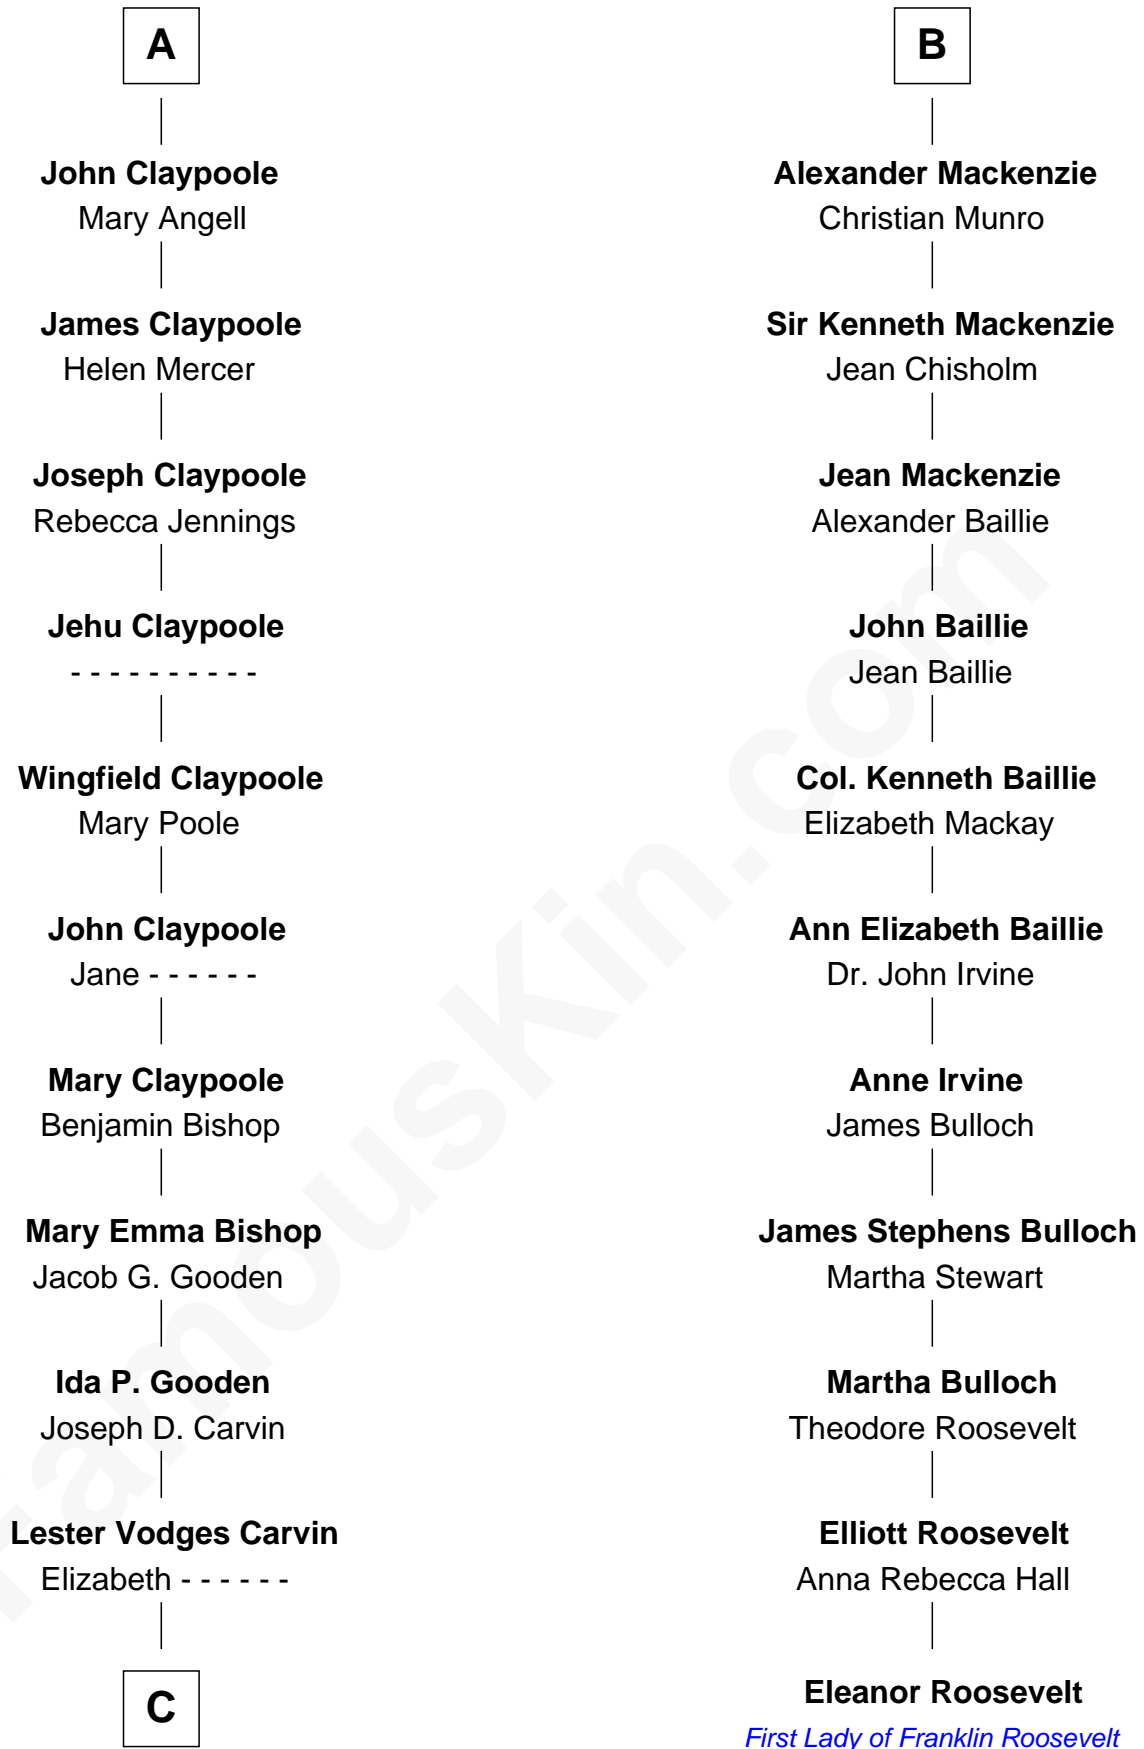 A
John Claypoole
Mary Angell
James Claypoole
Helen Mercer
Joseph Claypoole
Rebecca Jennings
Jehu Claypoole
- - - - - - - - - -
Wingfield Claypoole
Mary Poole
John Claypoole
Jane - - - - - -
Mary Claypoole
Benjamin Bishop
Mary Emma Bishop
Jacob G. Gooden
Ida P. Gooden
Joseph D. Carvin
Lester Vodges Carvin
Elizabeth - - - - - -
C
B
Alexander Mackenzie
Christian Munro
Sir Kenneth Mackenzie
Jean Chisholm
Jean Mackenzie
Alexander Baillie
John Baillie
Jean Baillie
Col. Kenneth Baillie
Elizabeth Mackay
Ann Elizabeth Baillie
Dr. John Irvine
Anne Irvine
James Bulloch
James Stephens Bulloch
Martha Stewart
Martha Bulloch
Theodore Roosevelt
Elliott Roosevelt
Anna Rebecca Hall
Eleanor Roosevelt
First Lady of Franklin Roosevelt
FamousKin.com